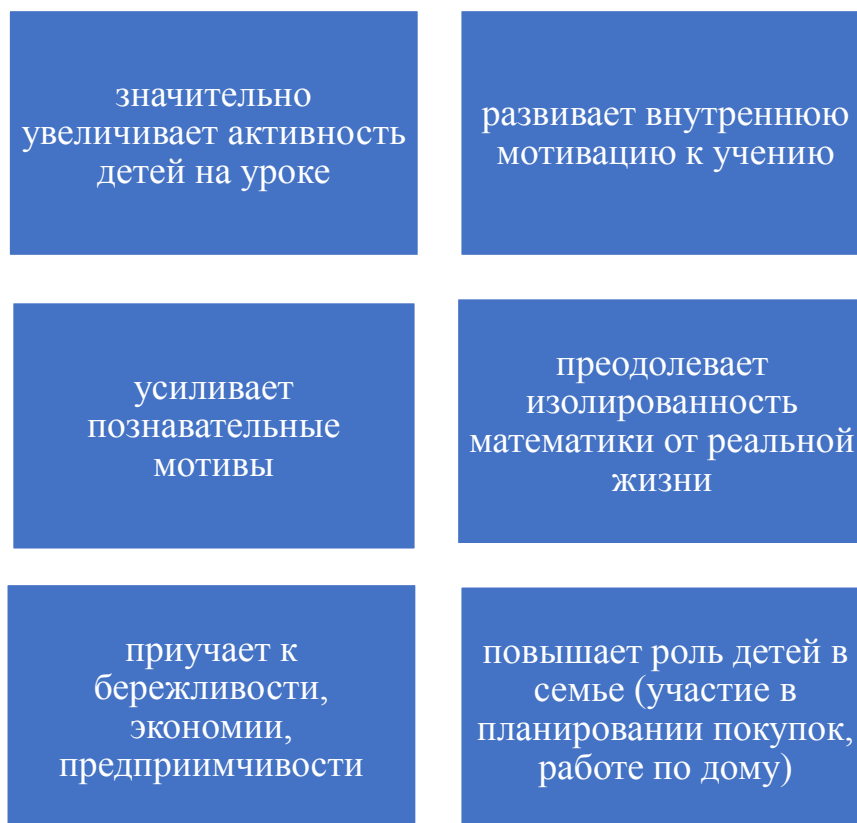 значительно
увеличивает активность
детей на уроке
развивает внутреннюю
мотивацию к учению
усиливает
познавательные
мотивы
преодолевает
изолированность
математики от реальной
жизни
приучает к
бережливости,
экономии,
предприимчивости
повышает роль детей в
семье (участие в
планировании покупок,
работе по дому)